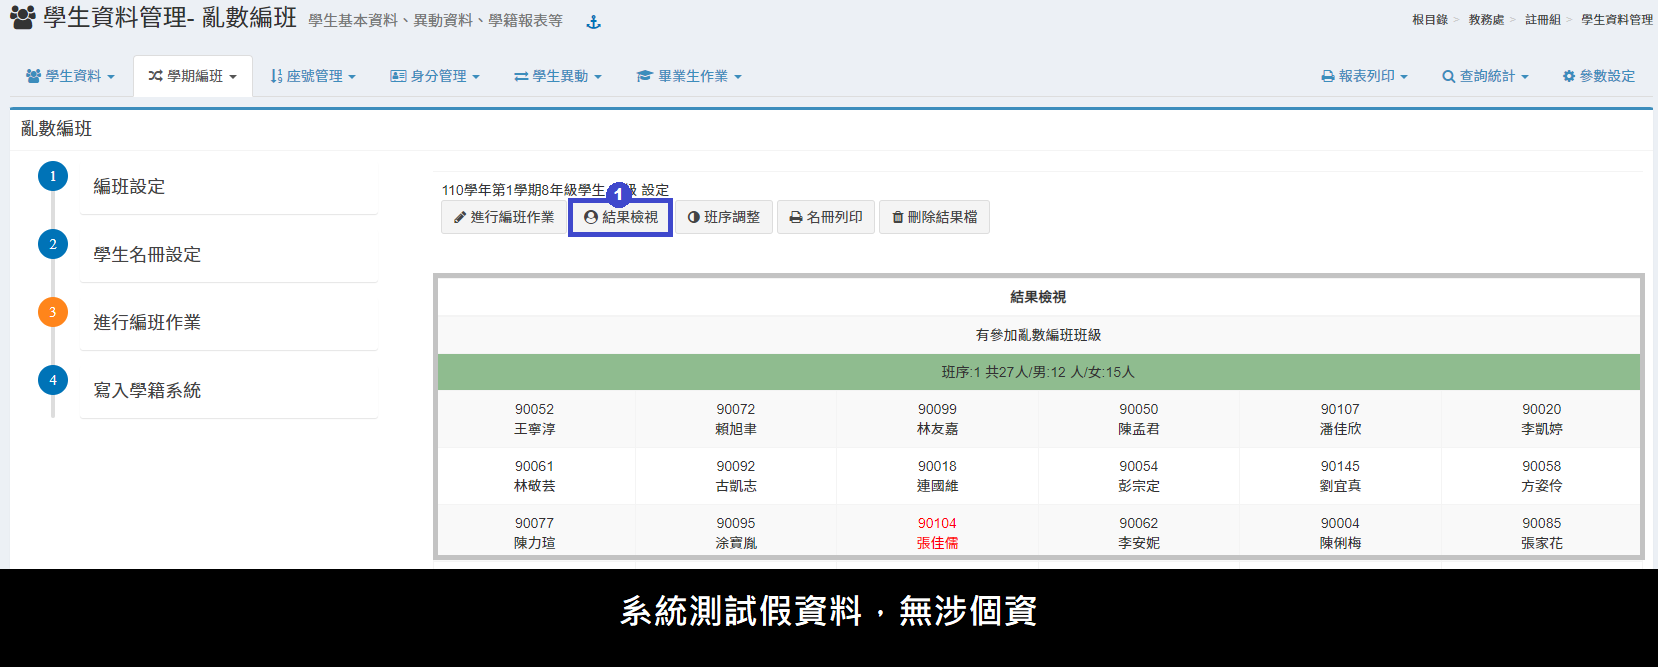 學生資料管理- 亂數編班 學生基本資料、異動資料、學籍報表等
根目錄 > 教務處 > 註冊組 > 學生資料管理
學生資料 學期編班 座號管理 身分管理 學生異動 畢業生作業 報表列印 查詢統計 參數設定
亂數編班
1 編班設定
2 學生名冊設定
3 進行編班作業
4 寫入學籍系統
110學年第1學期8年級學生 級 設定
1
進行編班作業 結果檢視 班序調整 名冊列印 刪除結果檔
結果檢視
有參加亂數編班班級
班序:1 共27人/男:12 人/女:15人
90052 90072 90099 90050 90107 90020
王寧淳 賴旭聿 林友嘉 陳孟君 潘佳欣 李凱婷
90061 90092 90018 90054 90145 90058
林敬芸 古凱志 連國維 彭宗定 劉宜真 方姿伶
90077 90095 90104 90062 90004 90085
陳力瑄 涂寶胤 張佳儒 李安妮 陳俐梅 張家花
系統測試假資料，無涉個資